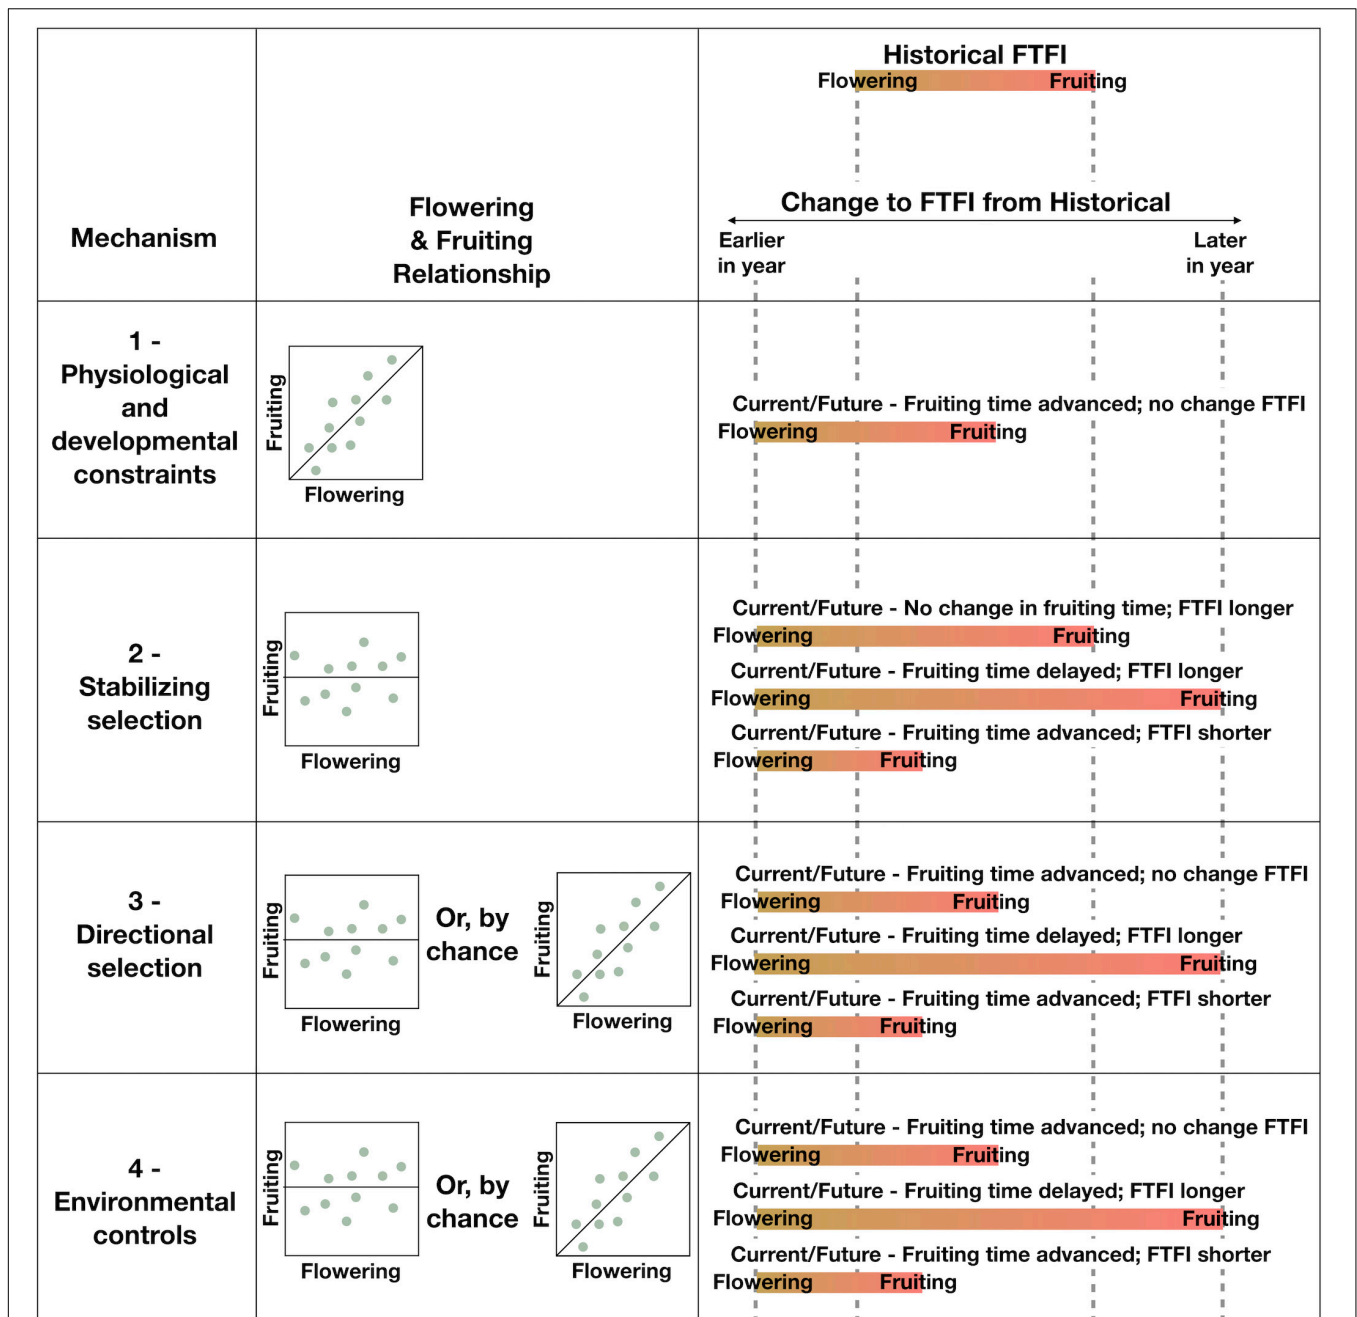 Historical FTFI
Flowering Fruiting
Change to FTFI from Historical
Earlier
in year
Later
in year
Mechanism
Flowering
& Fruiting
Relationship
1 -
Physiological
and
developmental
constraints
Fruiting
Flowering
Current/Future - Fruiting time advanced; no change FTFI
Flowering Fruiting
2 -
Stabilizing
selection
Fruiting
Flowering
Current/Future - No change in fruiting time; FTFI longer
Flowering Fruiting
Current/Future - Fruiting time delayed; FTFI longer
Flowering Fruiting
Current/Future - Fruiting time advanced; FTFI shorter
Flowering Fruiting
3 -
Directional
selection
Fruiting
Flowering
Or, by
chance
Fruiting
Flowering
Current/Future - Fruiting time advanced; no change FTFI
Flowering Fruiting
Current/Future - Fruiting time delayed; FTFI longer
Flowering Fruiting
Current/Future - Fruiting time advanced; FTFI shorter
Flowering Fruiting
4 -
Environmental
controls
Fruiting
Flowering
Or, by
chance
Fruiting
Flowering
Current/Future - Fruiting time advanced; no change FTFI
Flowering Fruiting
Current/Future - Fruiting time delayed; FTFI longer
Flowering Fruiting
Current/Future - Fruiting time advanced; FTFI shorter
Flowering Fruiting